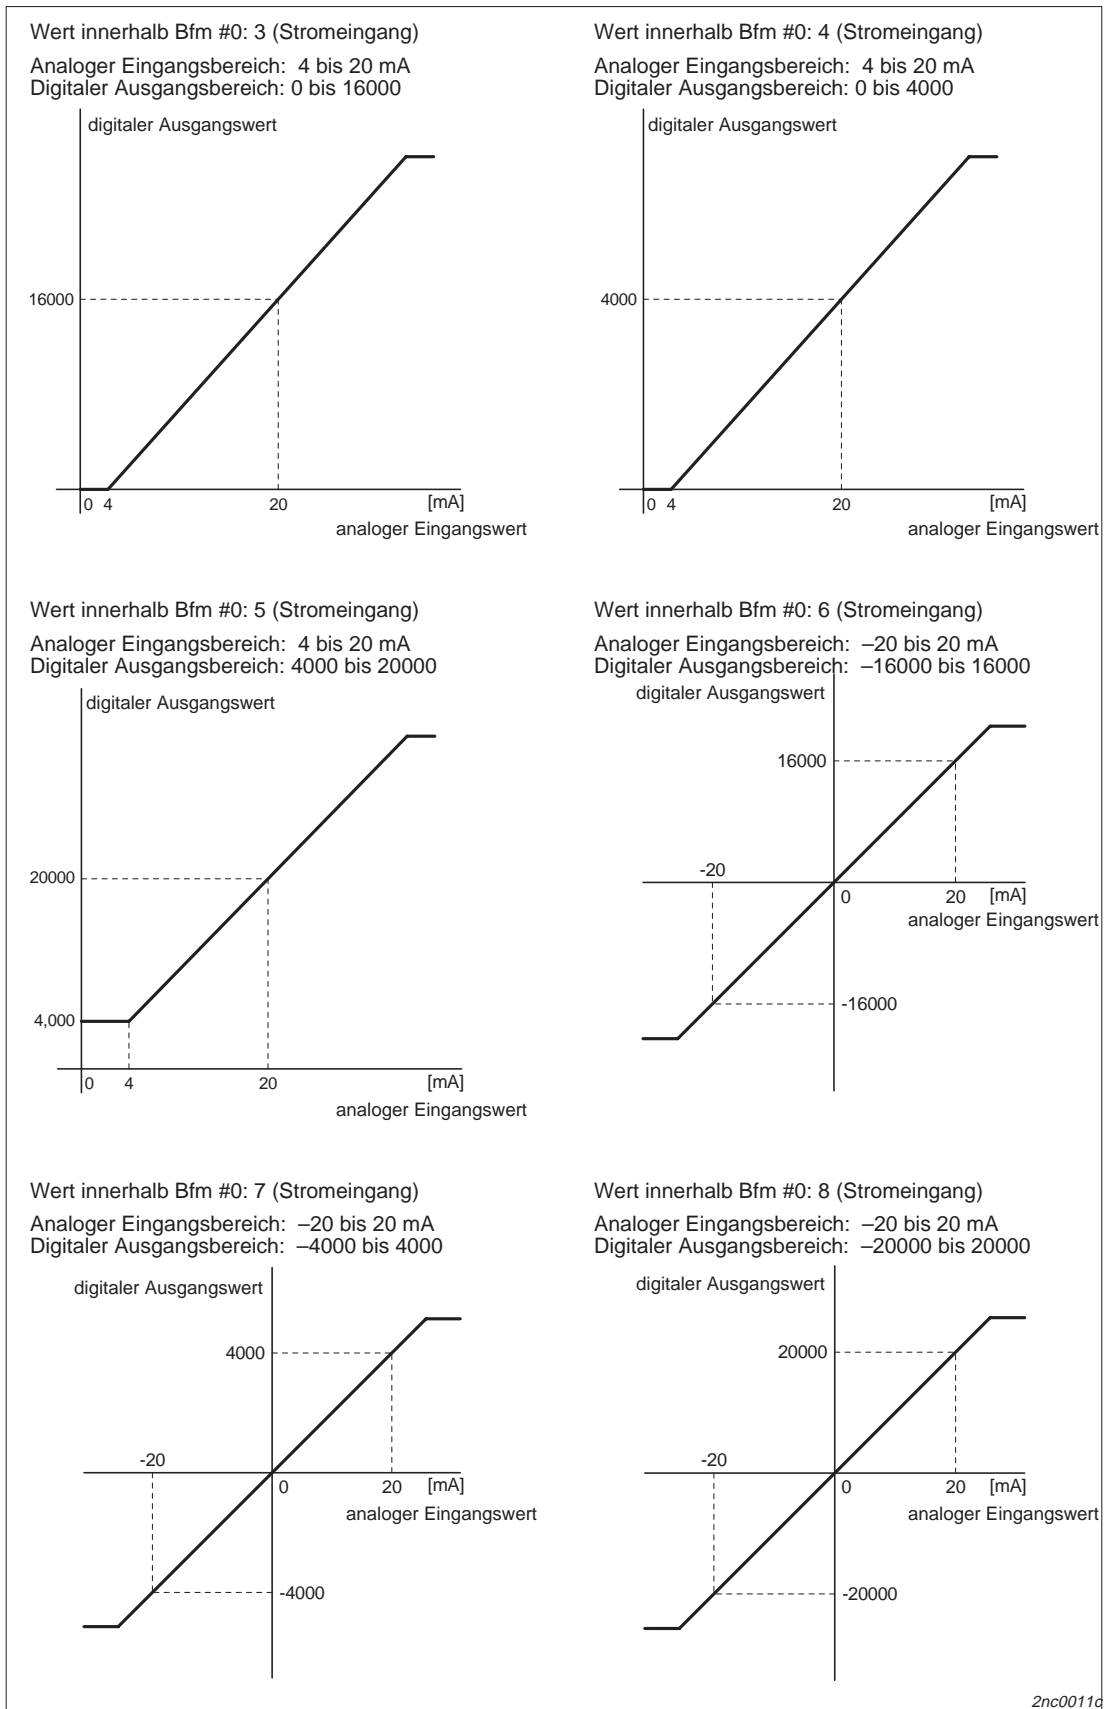 Wert innerhalb Bfm #0: 3 (Stromeingang)
Analoger Eingangsbereich: 4 bis 20 mA
Digitaler Ausgangsbereich: 0 bis 16000
digitaler Ausgangswert
16000
0 4 20 [mA]
analoger Eingangswert
Wert innerhalb Bfm #0: 4 (Stromeingang)
Analoger Eingangsbereich: 4 bis 20 mA
Digitaler Ausgangsbereich: 0 bis 4000
digitaler Ausgangswert
4000
0 4 20 [mA]
analoger Eingangswert
Wert innerhalb Bfm #0: 5 (Stromeingang)
Analoger Eingangsbereich: 4 bis 20 mA
Digitaler Ausgangsbereich: 4000 bis 20000
digitaler Ausgangswert
20000
4,000
0 4 20 [mA]
analoger Eingangswert
Wert innerhalb Bfm #0: 6 (Stromeingang)
Analoger Eingangsbereich: –20 bis 20 mA
Digitaler Ausgangsbereich: –16000 bis 16000
digitaler Ausgangswert
16000
-20
0 20 [mA]
analoger Eingangswert
-16000
Wert innerhalb Bfm #0: 7 (Stromeingang)
Analoger Eingangsbereich: –20 bis 20 mA
Digitaler Ausgangsbereich: –4000 bis 4000
digitaler Ausgangswert
4000
-20
0 20 [mA]
analoger Eingangswert
-4000
Wert innerhalb Bfm #0: 8 (Stromeingang)
Analoger Eingangsbereich: –20 bis 20 mA
Digitaler Ausgangsbereich: –20000 bis 20000
digitaler Ausgangswert
20000
-20
0 20 [mA]
analoger Eingangswert
-20000
2nc0011c